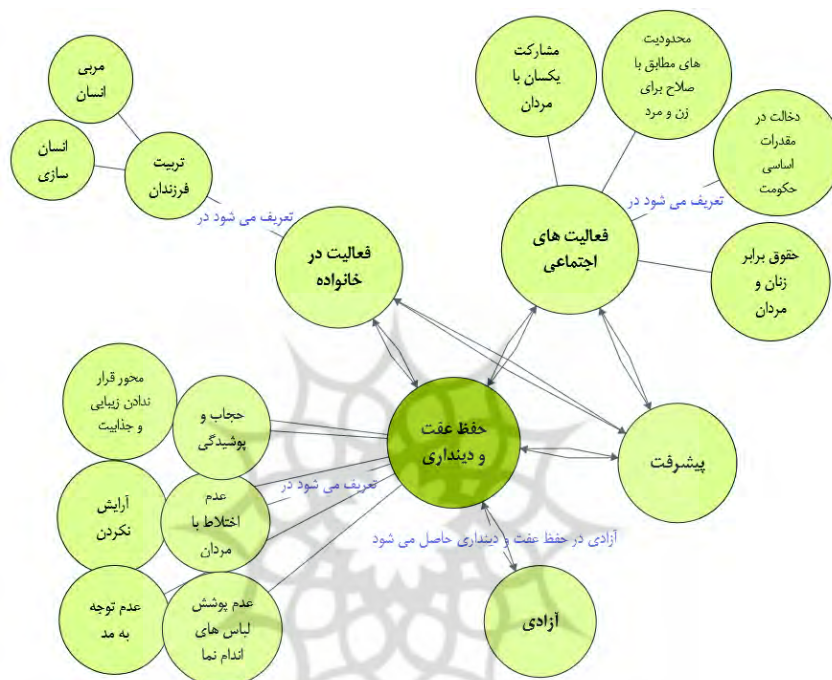 مشارکت
یکسان با
مردان
محدودیت
های مطابق با
صلاح برای
زن و مرد
دخالت در
مقدرات
اساسی
حکومت
حقوق برابر
زنان و
مردان
تعریف می شود در
فعالیت های
اجتماعی
مربی
انسان
انسان
سازی
تربیت
فرزندان
تعریف می شود در
فعالیت در
خانواده
پیشرفت
حفظ عفت
و دینداری
آزادی در حفظ عفت و دینداری حاصل می شود
آزادی
تعریف می شود در
حجاب و
پوشیدگی
محور قرار
ندادن زیبایی
و جذابیت
عدم
اختلاط با
مردان
آرایش
نکردن
عدم پوشش
لباس های
اندام نما
عدم توجه
به مد